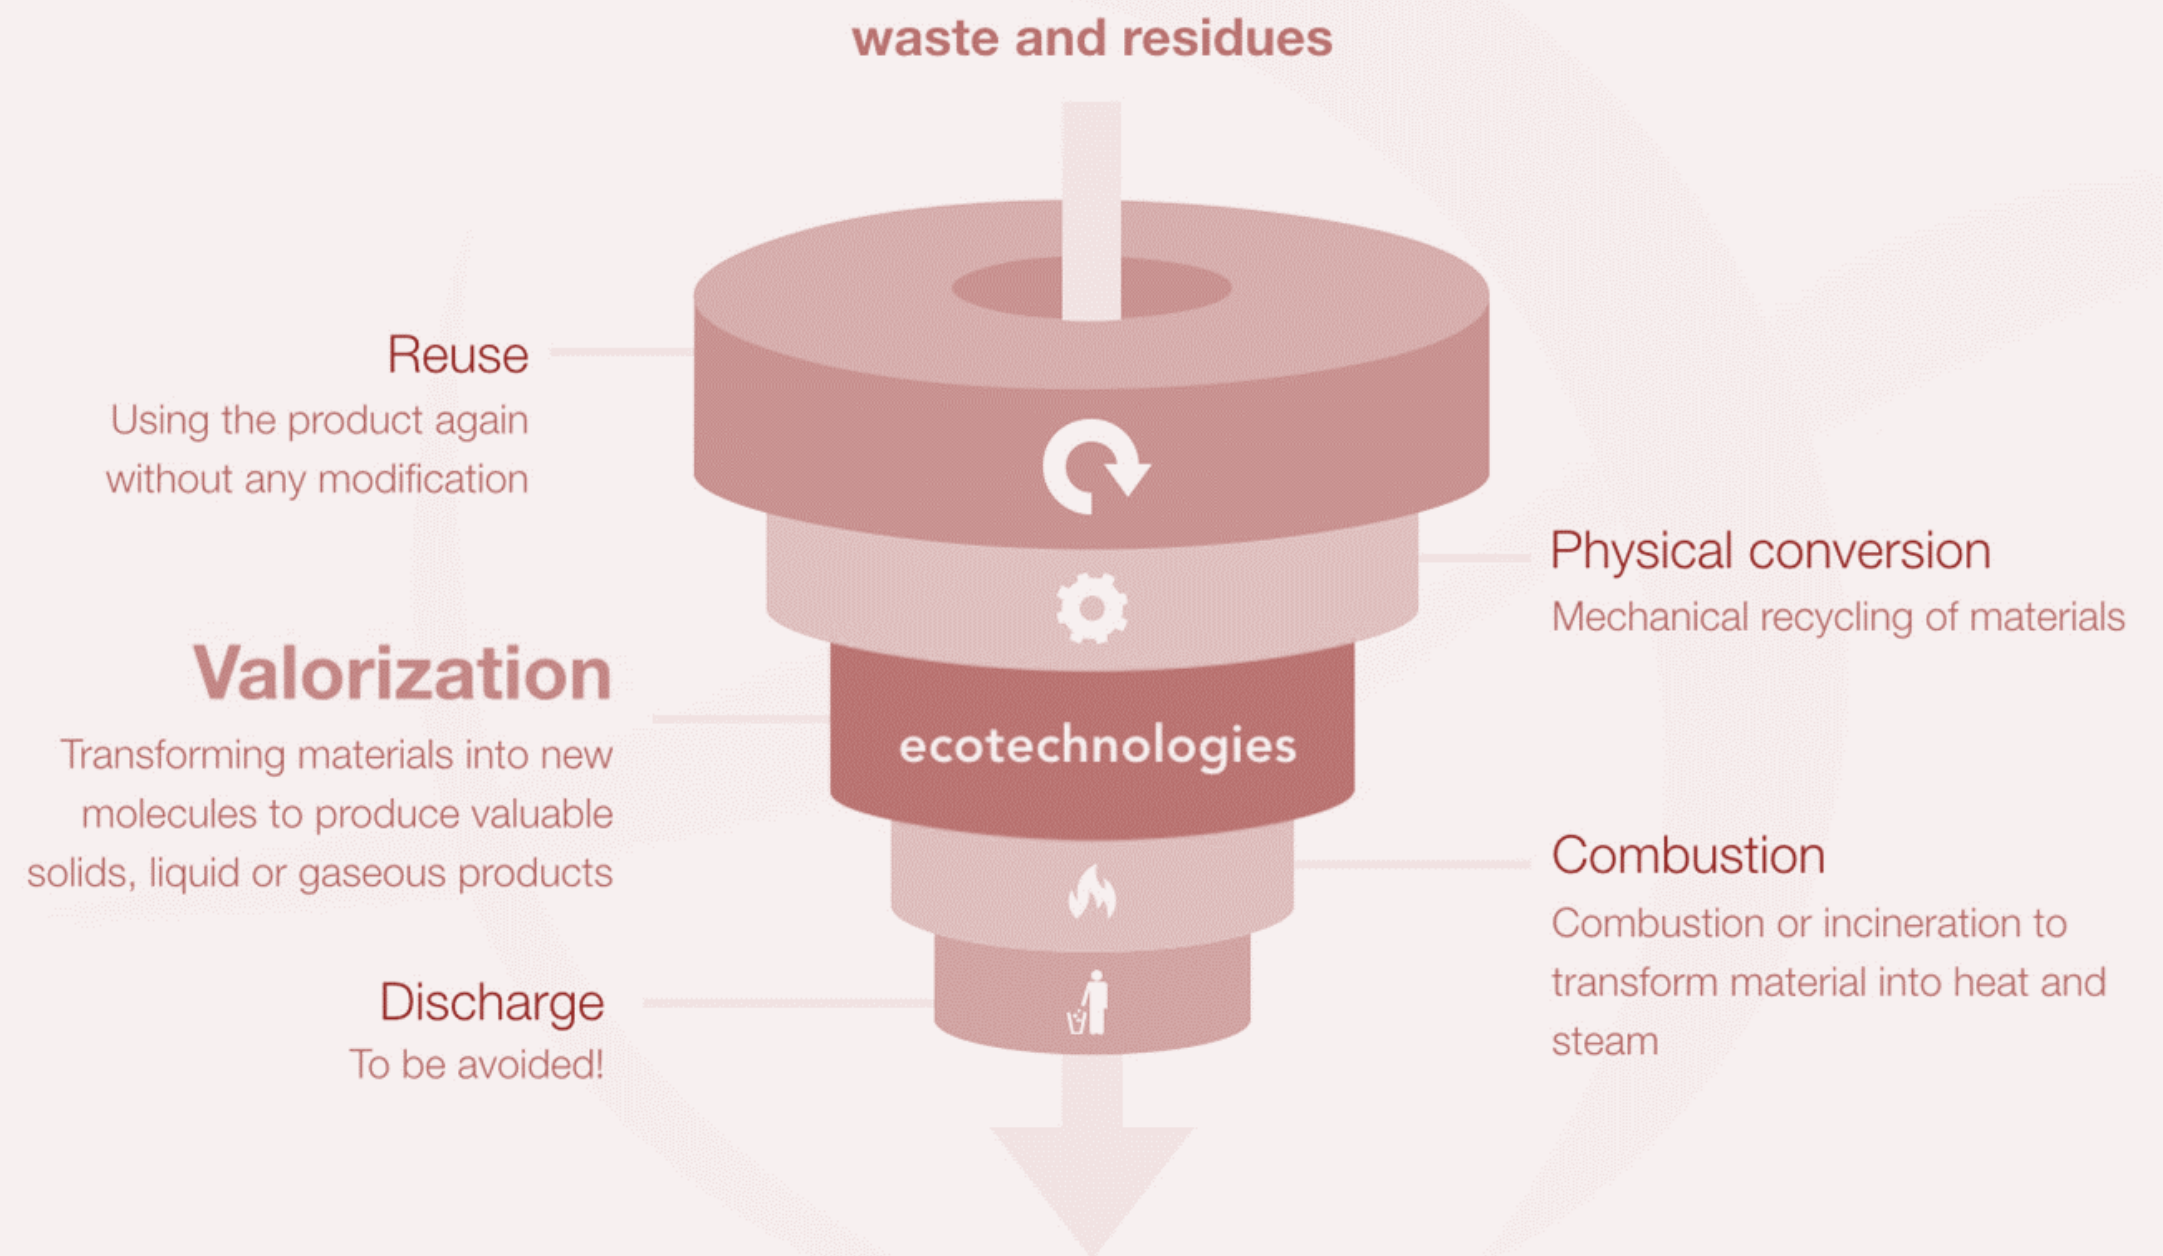 waste and residues
Reuse
Using the product again
without any modification
Physical conversion
Mechanical recycling of materials
Valorization
Transforming materials into new
molecules to produce valuable
solids, liquid or gaseous products
ecotechnologies
Combustion
Combustion or incineration to
transform material into heat and
steam
Discharge
To be avoided!